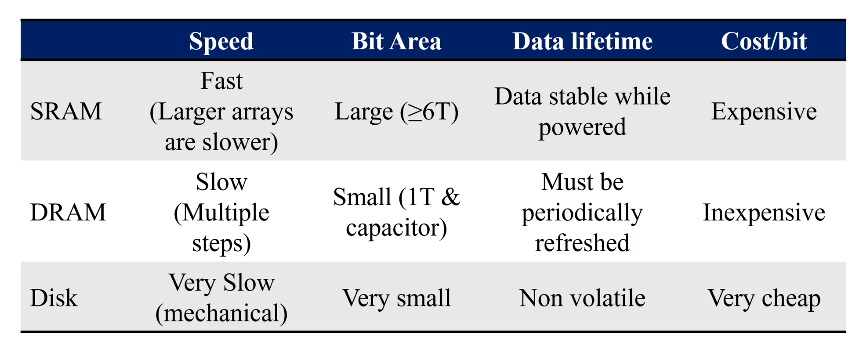 Speed Bit Area Data lifetime Cost/bit
SRAM Fast (Larger arrays are slower) Large (≥6T) Data stable while powered Expensive
DRAM Slow (Multiple steps) Small (1T & capacitor) Must be periodically refreshed Inexpensive
Disk Very Slow (mechanical) Very small Non volatile Very cheap